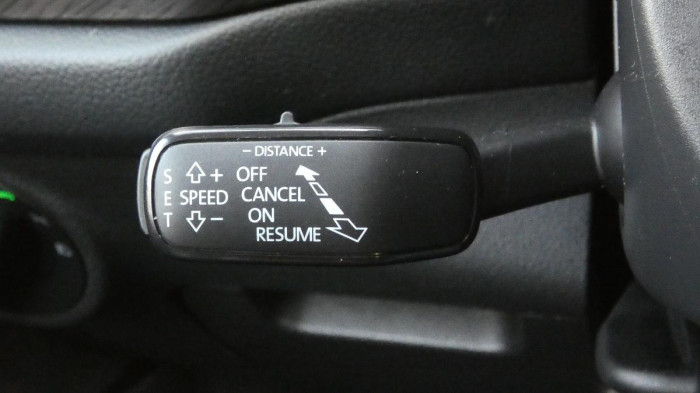 − DISTANCE +
S + OFF
E SPEED CANCEL
T − ON
RESUME